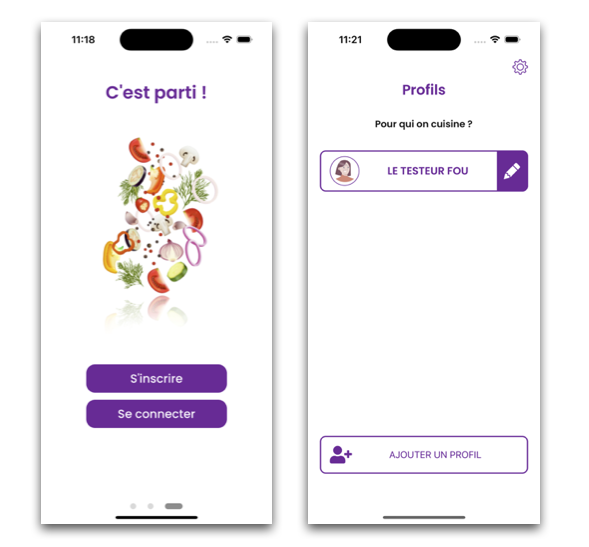 11:18
C'est parti !
S'inscrire
Se connecter
11:21
Profils
Pour qui on cuisine ?
LE TESTEUR FOU
AJOUTER UN PROFIL